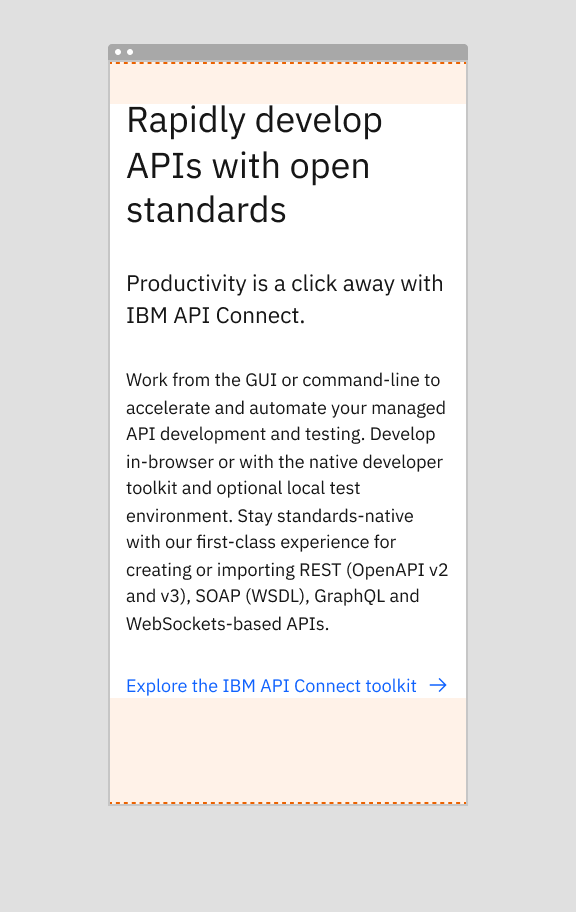 Rapidly develop
APIs with open
standards
Productivity is a click away with
IBM API Connect.
Work from the GUI or command-line to
accelerate and automate your managed
API development and testing. Develop
in-browser or with the native developer
toolkit and optional local test
environment. Stay standards-native
with our first-class experience for
creating or importing REST (OpenAPI v2
and v3), SOAP (WSDL), GraphQL and
WebSockets-based APIs.
Explore the IBM API Connect toolkit →